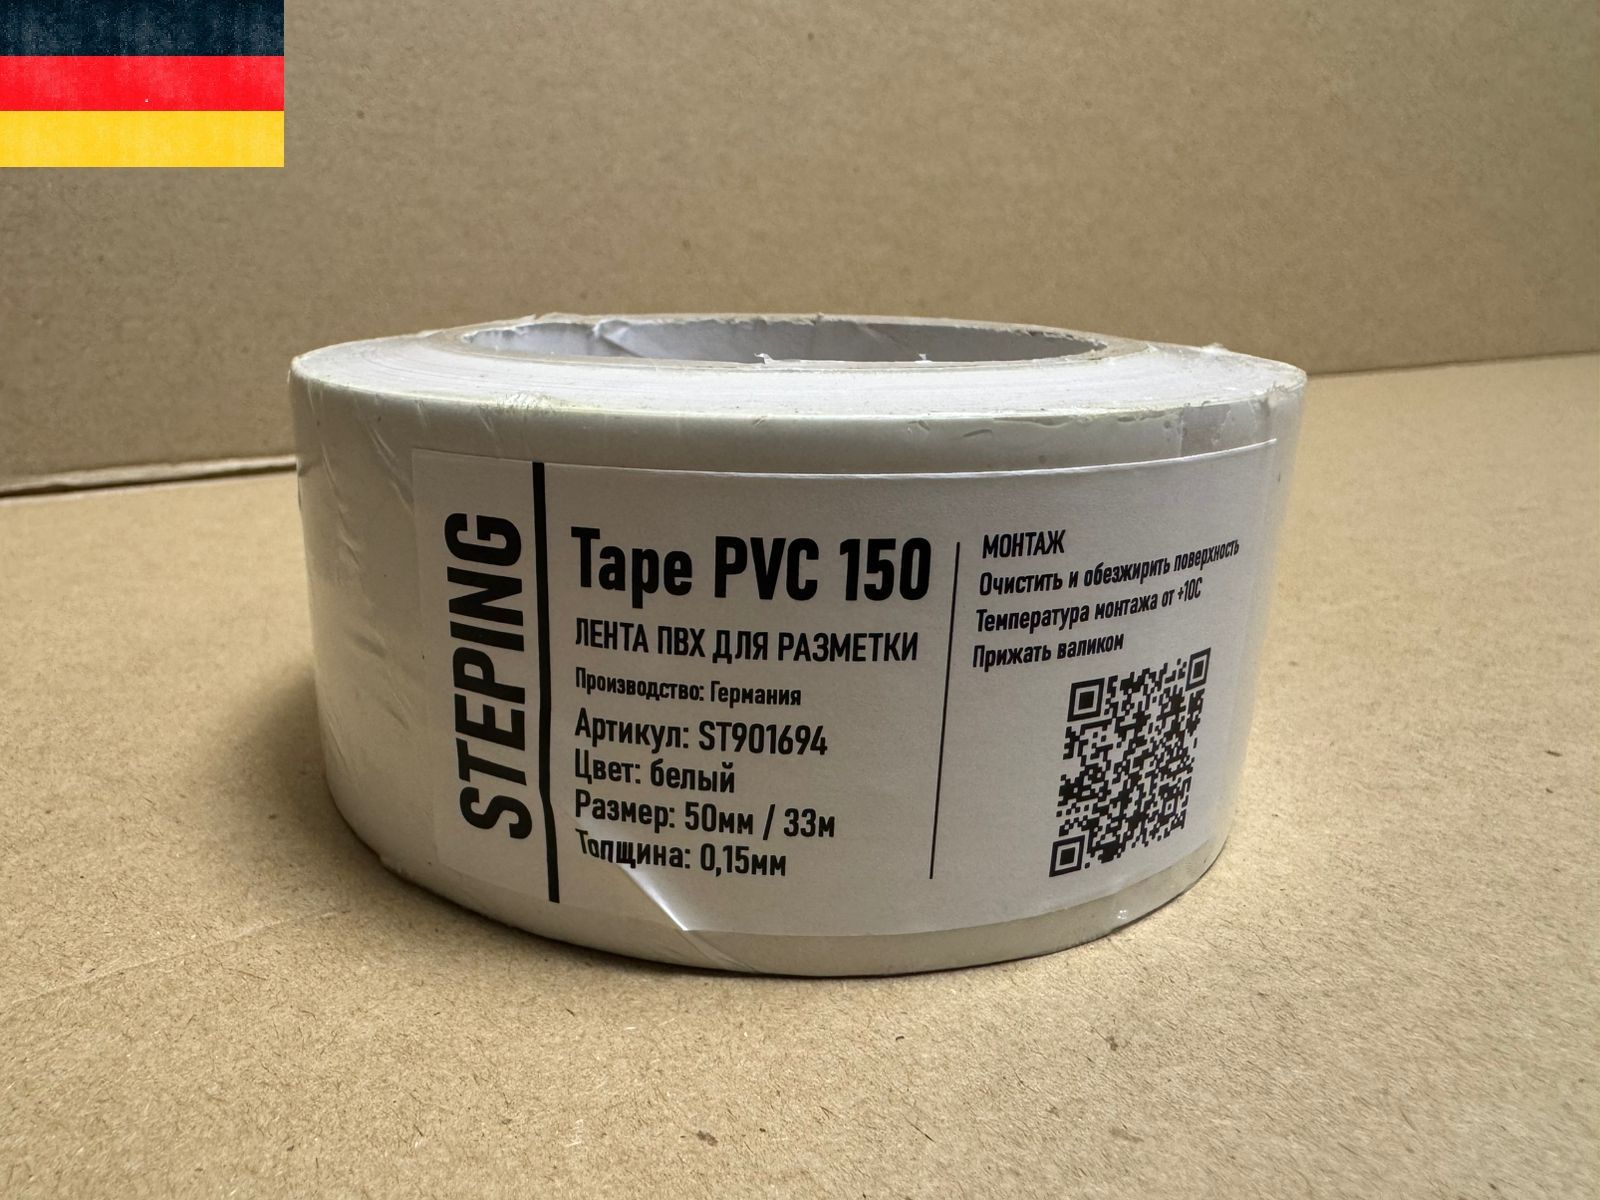 STEPING
Tape PVC 150
ЛЕНТА ПВХ ДЛЯ РАЗМЕТКИ
Производство: Германия
Артикул: ST901694
Цвет: белый
Размер: 50мм / 33м
Толщина: 0,15мм
МОНТАЖ
Очистить и обезжирить поверхность
Температура монтажа от +10С
Прижать валиком